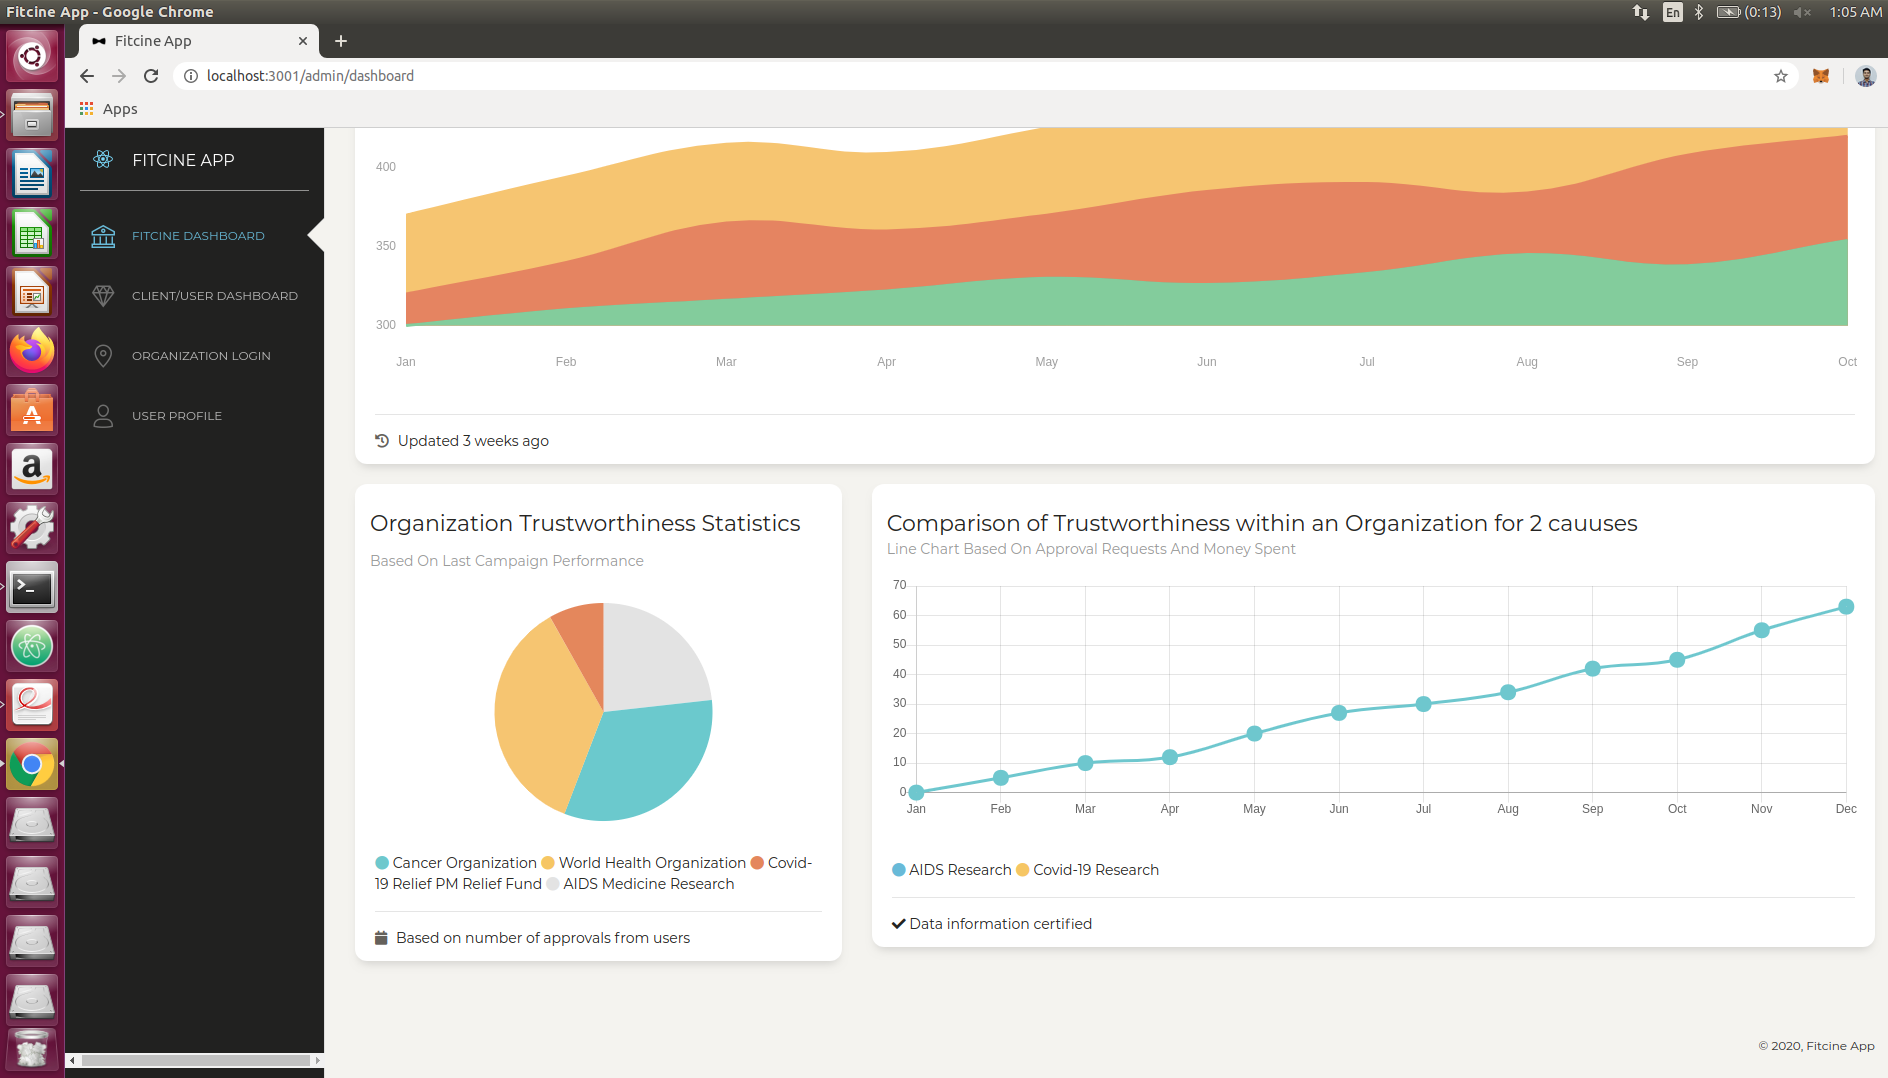 Fitcine App - Google Chrome
En
(0:13)
1:05 AM
Fitcine App
localhost:3001/admin/dashboard
Apps
FITCINE APP
FITCINE DASHBOARD
CLIENT/USER DASHBOARD
ORGANIZATION LOGIN
USER PROFILE
400
350
300
Jan Feb Mar Apr May Jun Jul Aug Sep Oct
Updated 3 weeks ago
Organization Trustworthiness Statistics
Based On Last Campaign Performance
Cancer Organization World Health Organization Covid-
19 Relief PM Relief Fund AIDS Medicine Research
Based on number of approvals from users
Comparison of Trustworthiness within an Organization for 2 cauuses
Line Chart Based On Approval Requests And Money Spent
70
60
50
40
30
20
10
0
Jan Feb Mar Apr May Jun Jul Aug Sep Oct Nov Dec
AIDS Research Covid-19 Research
Data information certified
© 2020, Fitcine App